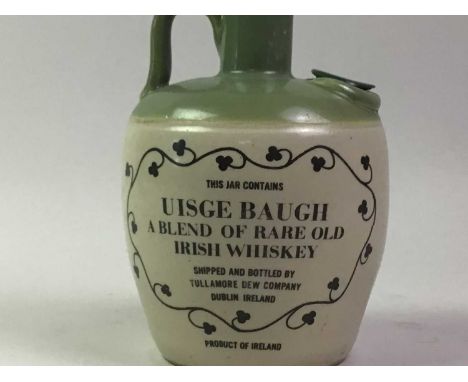 THIS JAR CONTAINS
UISGE BAUGH
A BLEND OF RARE OLD
IRISH WHISKEY
SHIPPED AND BOTTLED BY
TULLAMORE DEW COMPANY
DUBLIN IRELAND
PRODUCT OF IRELAND